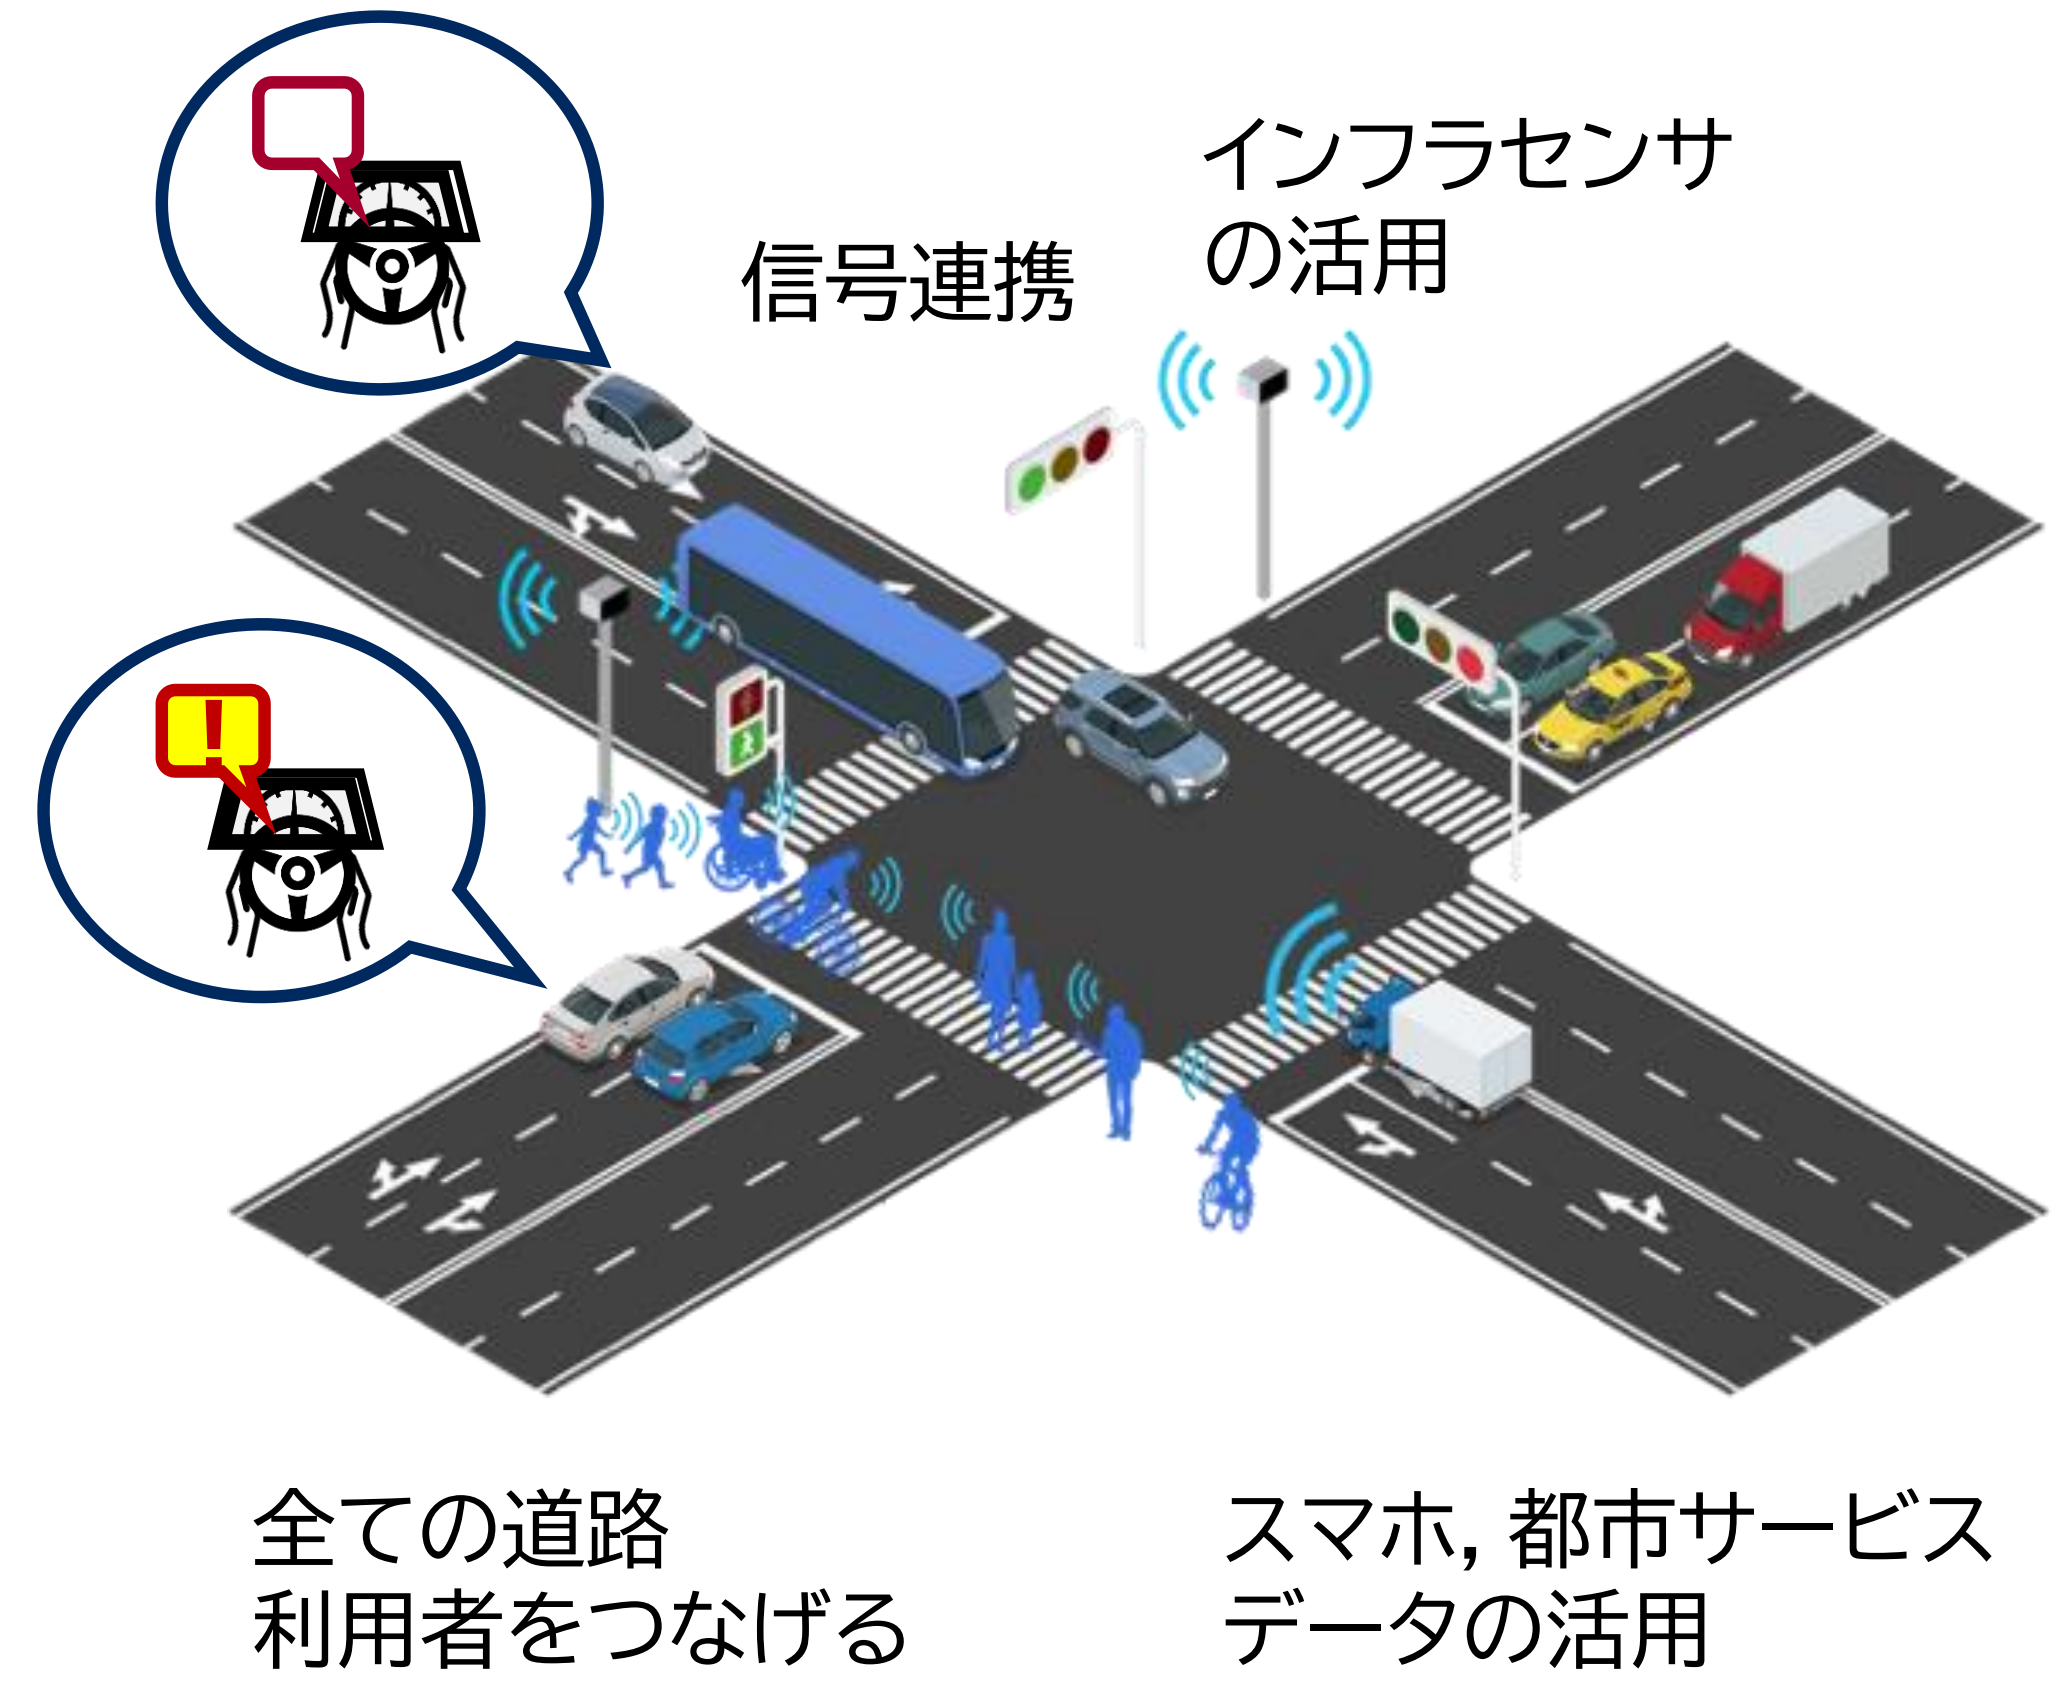 インフラセンサ
の活用
信号連携
!
全ての道路
利用者をつなげる
スマホ, 都市サービス
データの活用